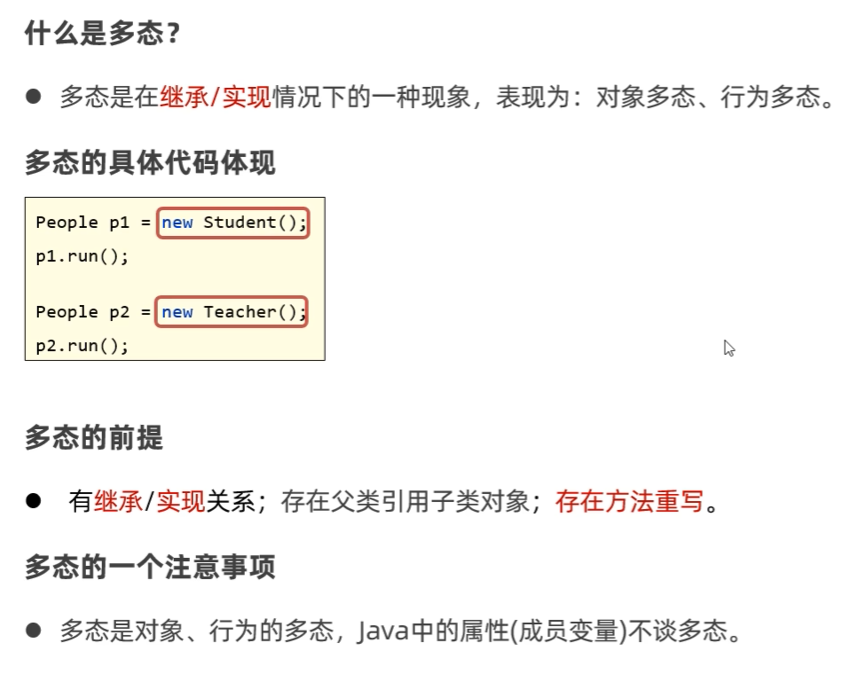 什么是多态?
● 多态是在继承/实现情况下的一种现象，表现为：对象多态、行为多态。
多态的具体代码体现
People p1 = new Student();
p1.run();
People p2 = new Teacher();
p2.run();
多态的前提
● 有继承/实现关系；存在父类引用子类对象；存在方法重写。
多态的一个注意事项
● 多态是对象、行为的多态，Java中的属性(成员变量)不谈多态。